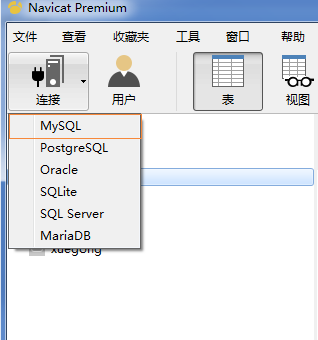 Navicat Premium
文件 查看 收藏夹 工具 窗口 帮助
连接 用户 表 视图
MySQL
PostgreSQL
Oracle
SQLite
SQL Server
MariaDB